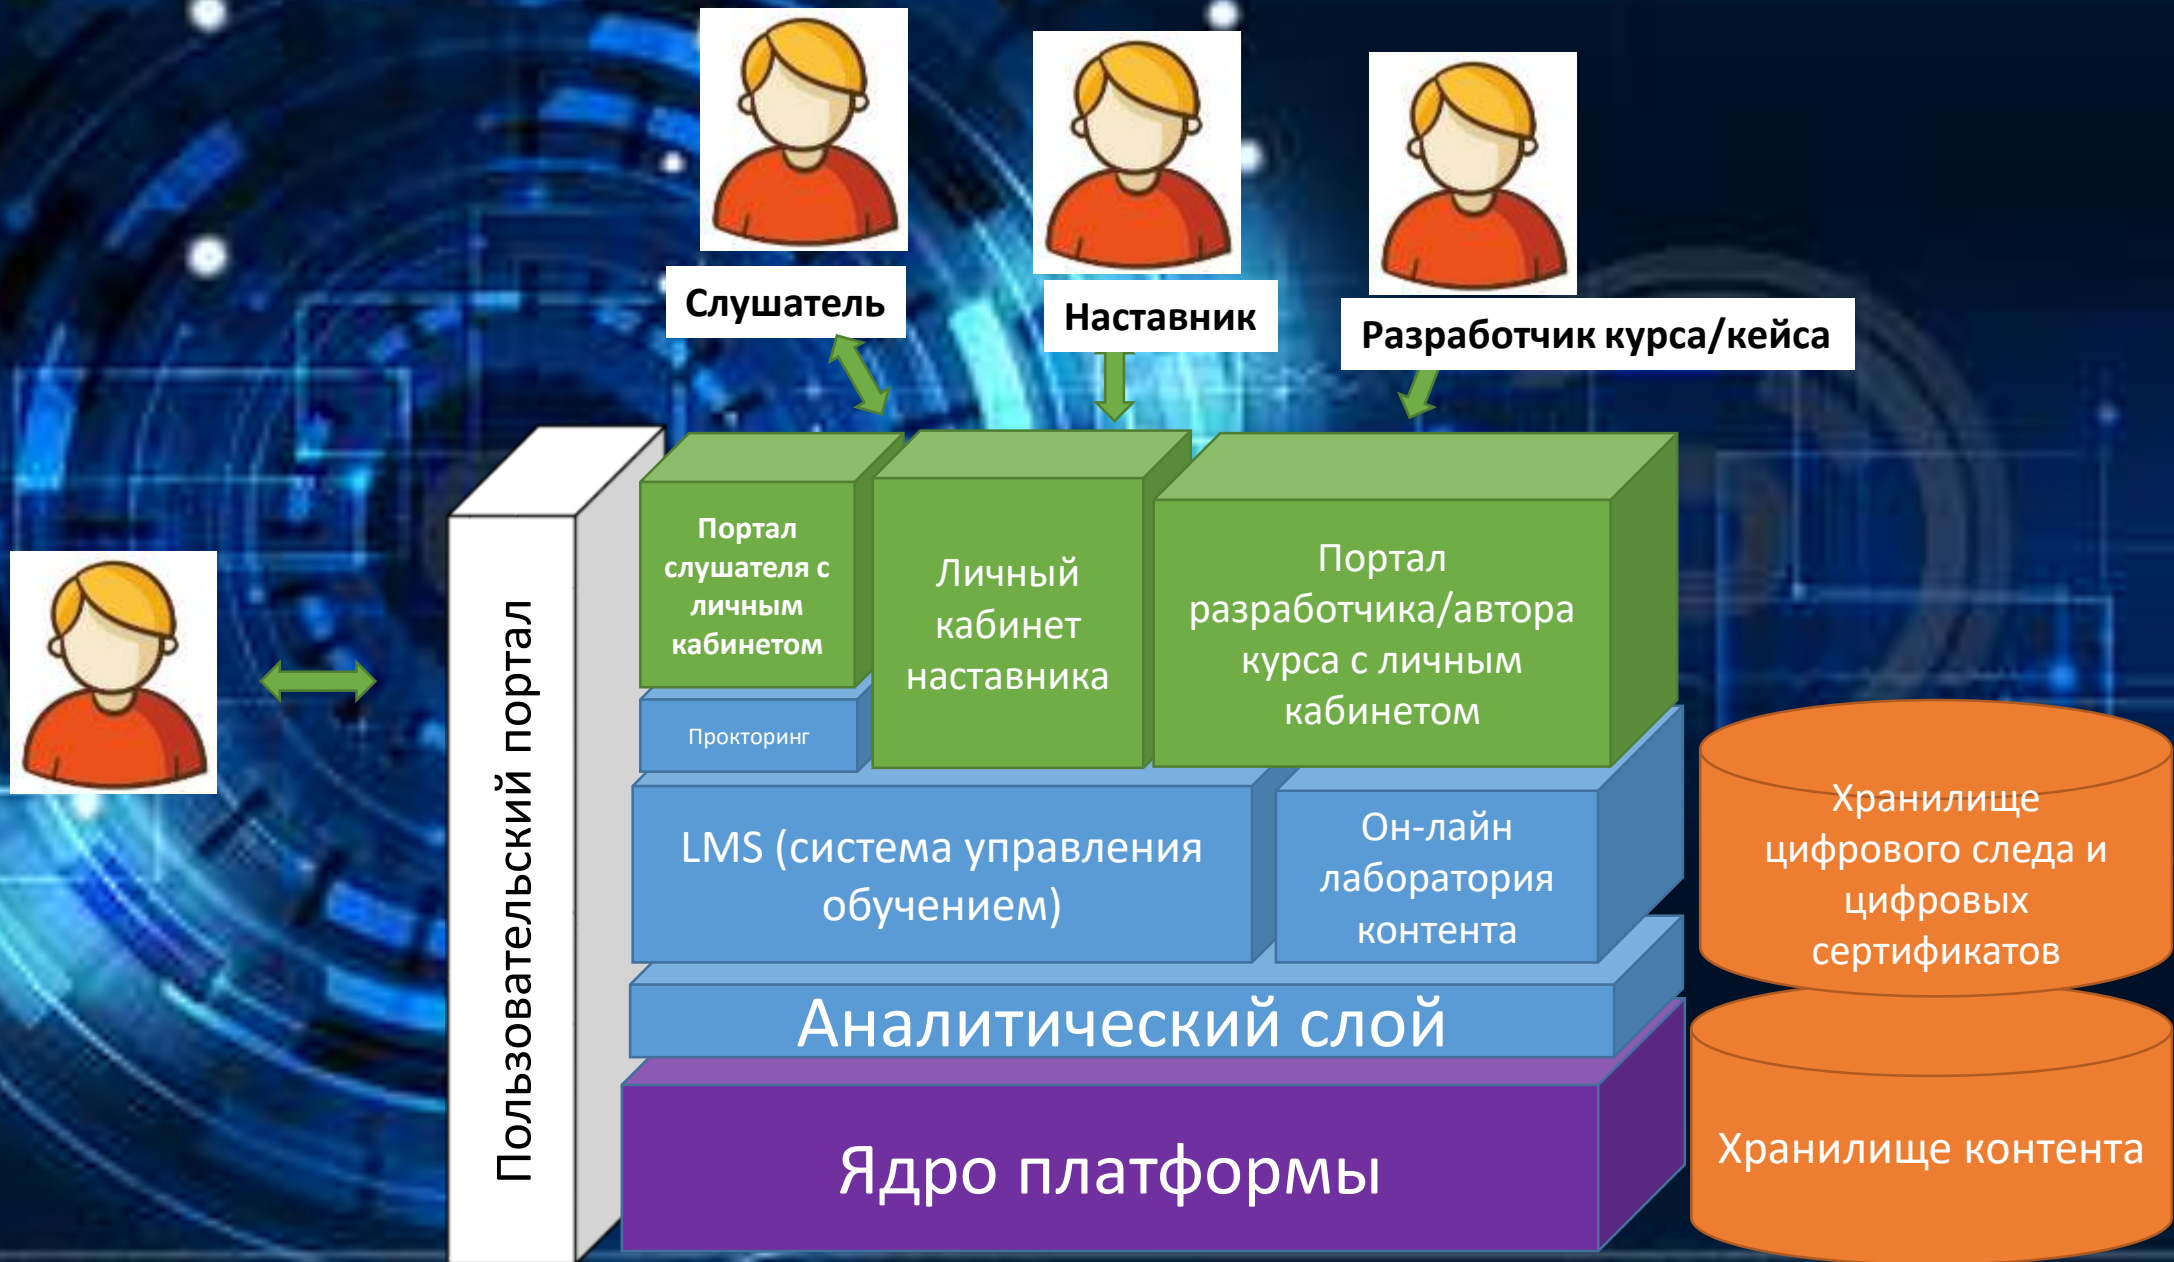 Слушатель
Наставник
Разработчик курса/кейса
Пользовательский портал
Портал
слушателя с
личным
кабинетом
Личный
кабинет
наставника
Портал
разработчика/автора
курса с личным
кабинетом
Прокторинг
LMS (система управления
обучением)
Он-лайн
лаборатория
контента
Хранилище
цифрового следа и
цифровых
сертификатов
Аналитический слой
Ядро платформы
Хранилище контента